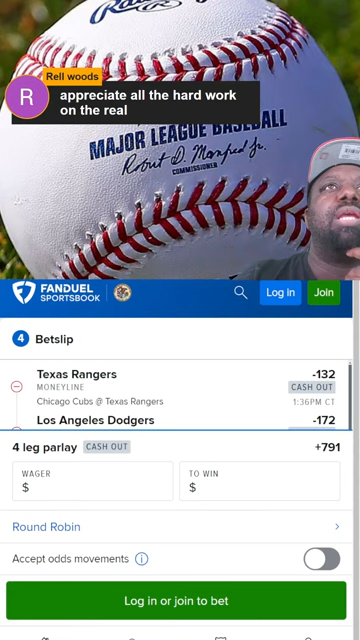 Rell woods
R
appreciate all the hard work
on the real
MAJOR LEAGUE BASEBALL
Robert D. Manfred Jr.
COMMISSIONER
FANDUEL
SPORTSBOOK
Log in
Join
4
Betslip
Texas Rangers
-132
MONEYLINE
CASH OUT
Chicago Cubs @ Texas Rangers
1:36PM CT
Los Angeles Dodgers
-172
4 leg parlay
CASH OUT
+791
WAGER
TO WIN
$
$
Round Robin
Accept odds movements
Log in or join to bet